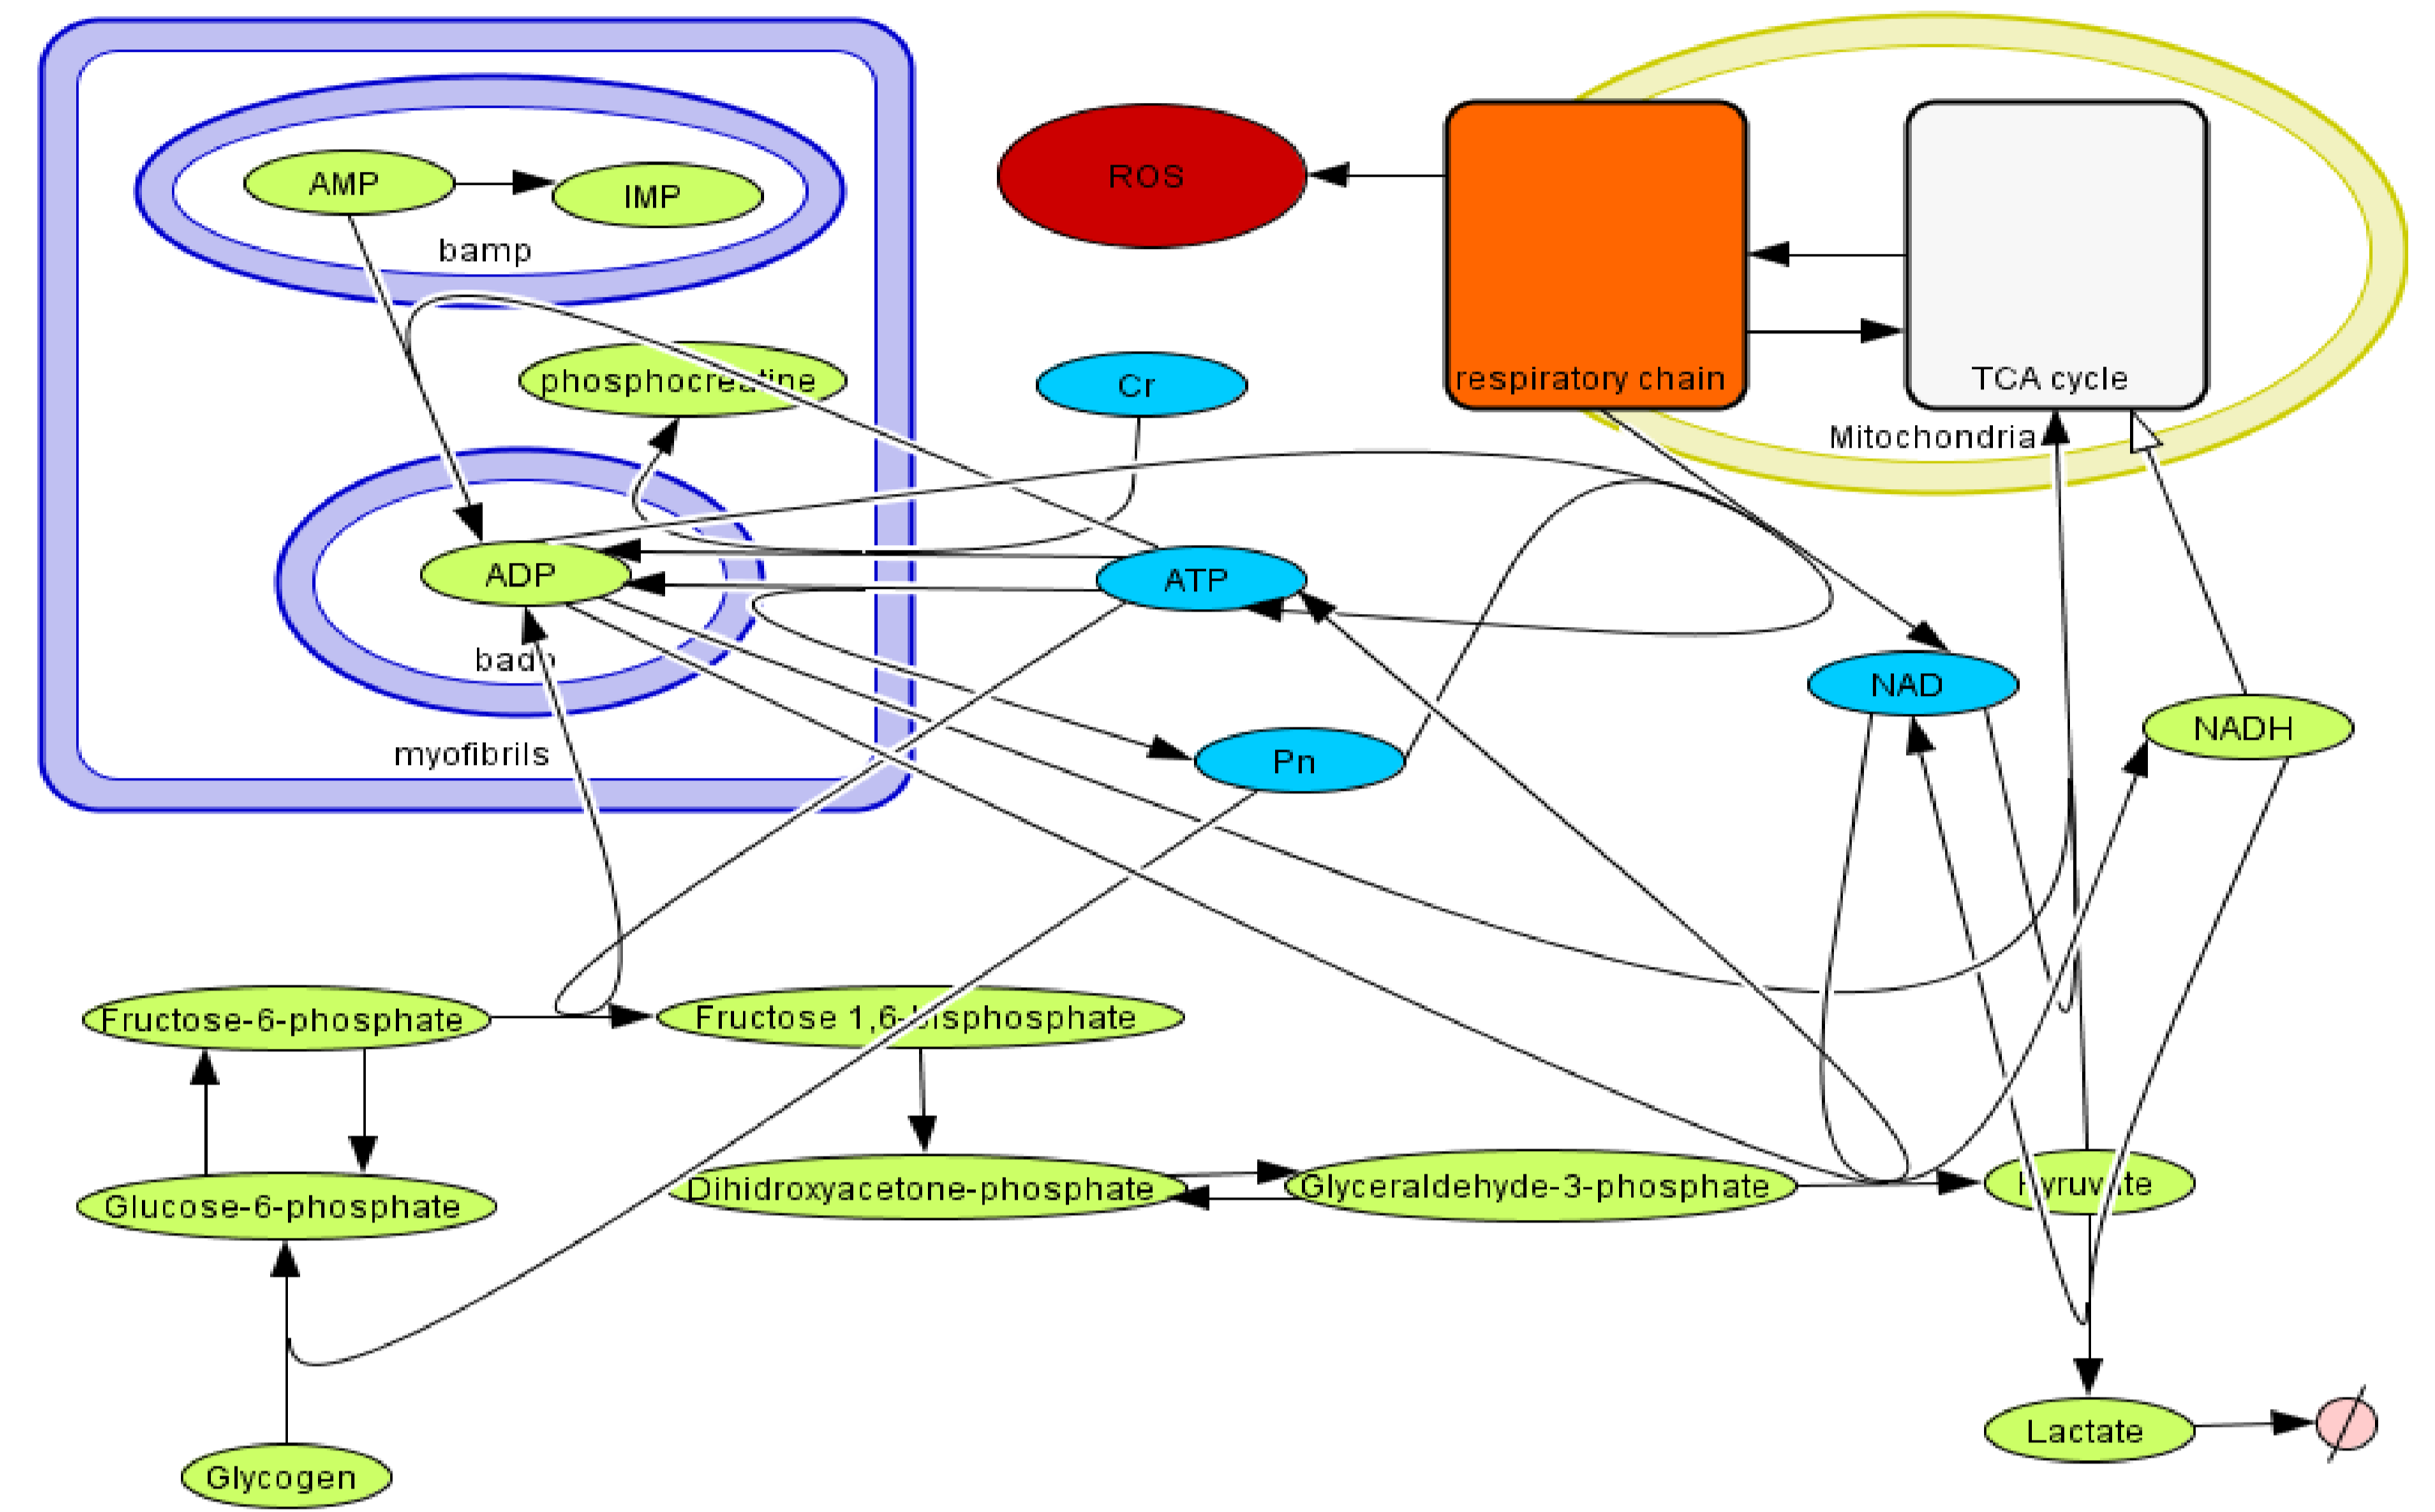 AMP
IMP
bamp
ROS
respiratory chain
TCA cycle
Mitochondria
phosphocreatine
Cr
ADP
ATP
myofibrils
NAD
NADH
Pn
Fructose-6-phosphate
Fructose 1,6-bisphosphate
Glucose-6-phosphate
Dihidroxyacetone-phosphate
Glyceraldehyde-3-phosphate
Pyruvate
Glycogen
Lactate